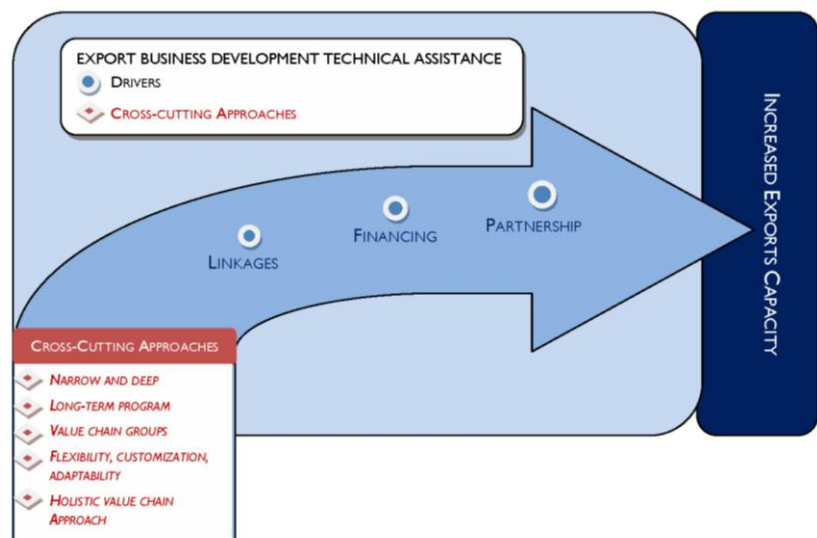 EXPORT BUSINESS DEVELOPMENT TECHNICAL ASSISTANCE
DRIVERS
CROSS-CUTTING APPROACHES
LINKAGES
FINANCING
PARTNERSHIP
INCREASED EXPORTS CAPACITY
CROSS-CUTTING APPROACHES
NARROW AND DEEP
LONG-TERM PROGRAM
VALUE CHAIN GROUPS
FLEXIBILITY, CUSTOMIZATION,
ADAPTABILITY
HOLISTIC VALUE CHAIN
APPROACH